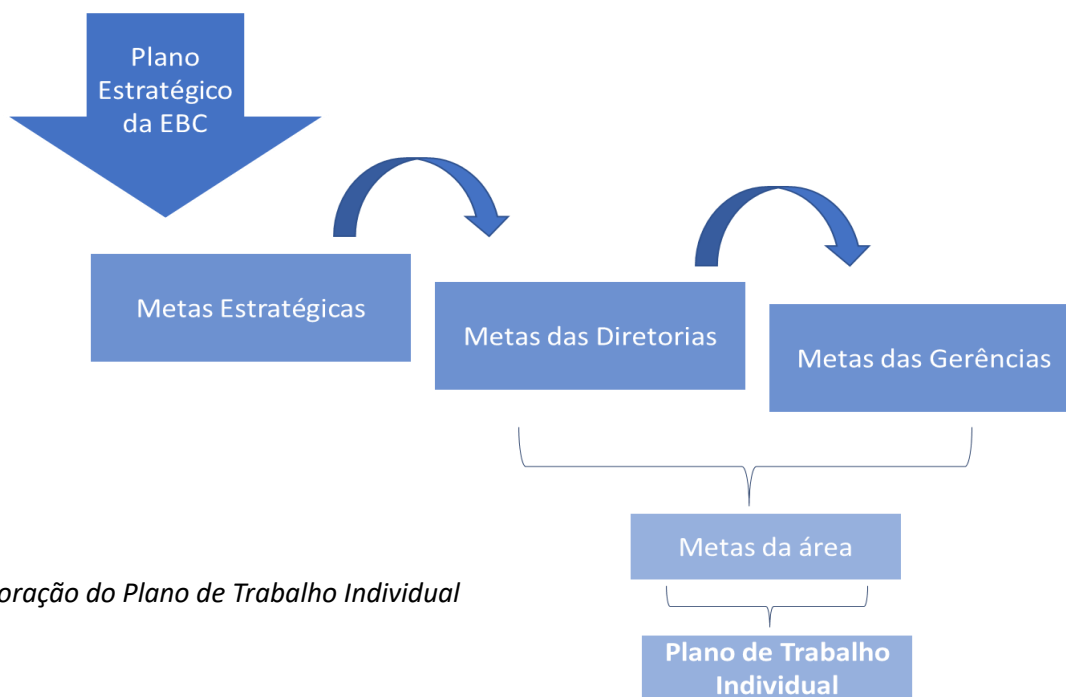 Plano
Estratégico
da EBC
Metas Estratégicas
Metas das Diretorias
Metas das Gerências
Metas da área
oração do Plano de Trabalho Individual
Plano de Trabalho
Individual